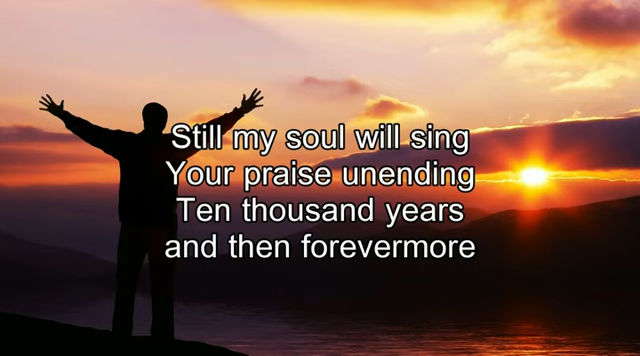 Still my soul will sing
Your praise unending
Ten thousand years
and then forevermore